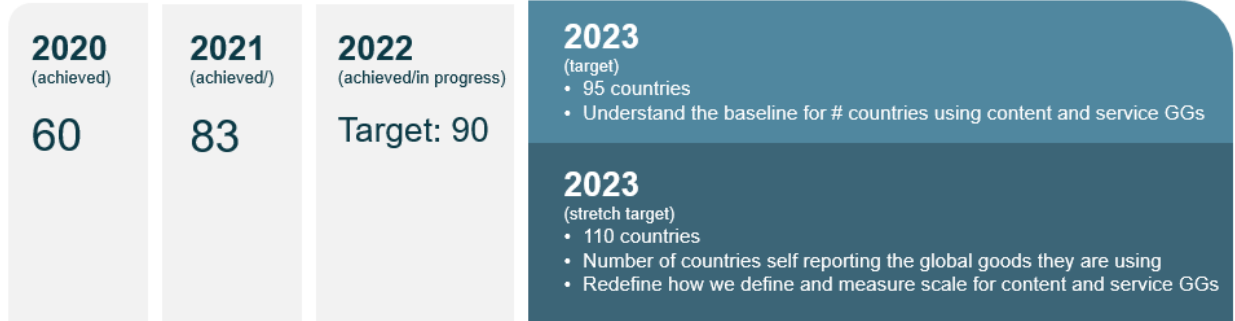 2020
(achieved)
60
2021
(achieved/)
83
2022
(achieved/in progress)
Target: 90
2023
(target)
• 95 countries
• Understand the baseline for # countries using content and service GGs
2023
(stretch target)
• 110 countries
• Number of countries self reporting the global goods they are using
• Redefine how we define and measure scale for content and service GGs